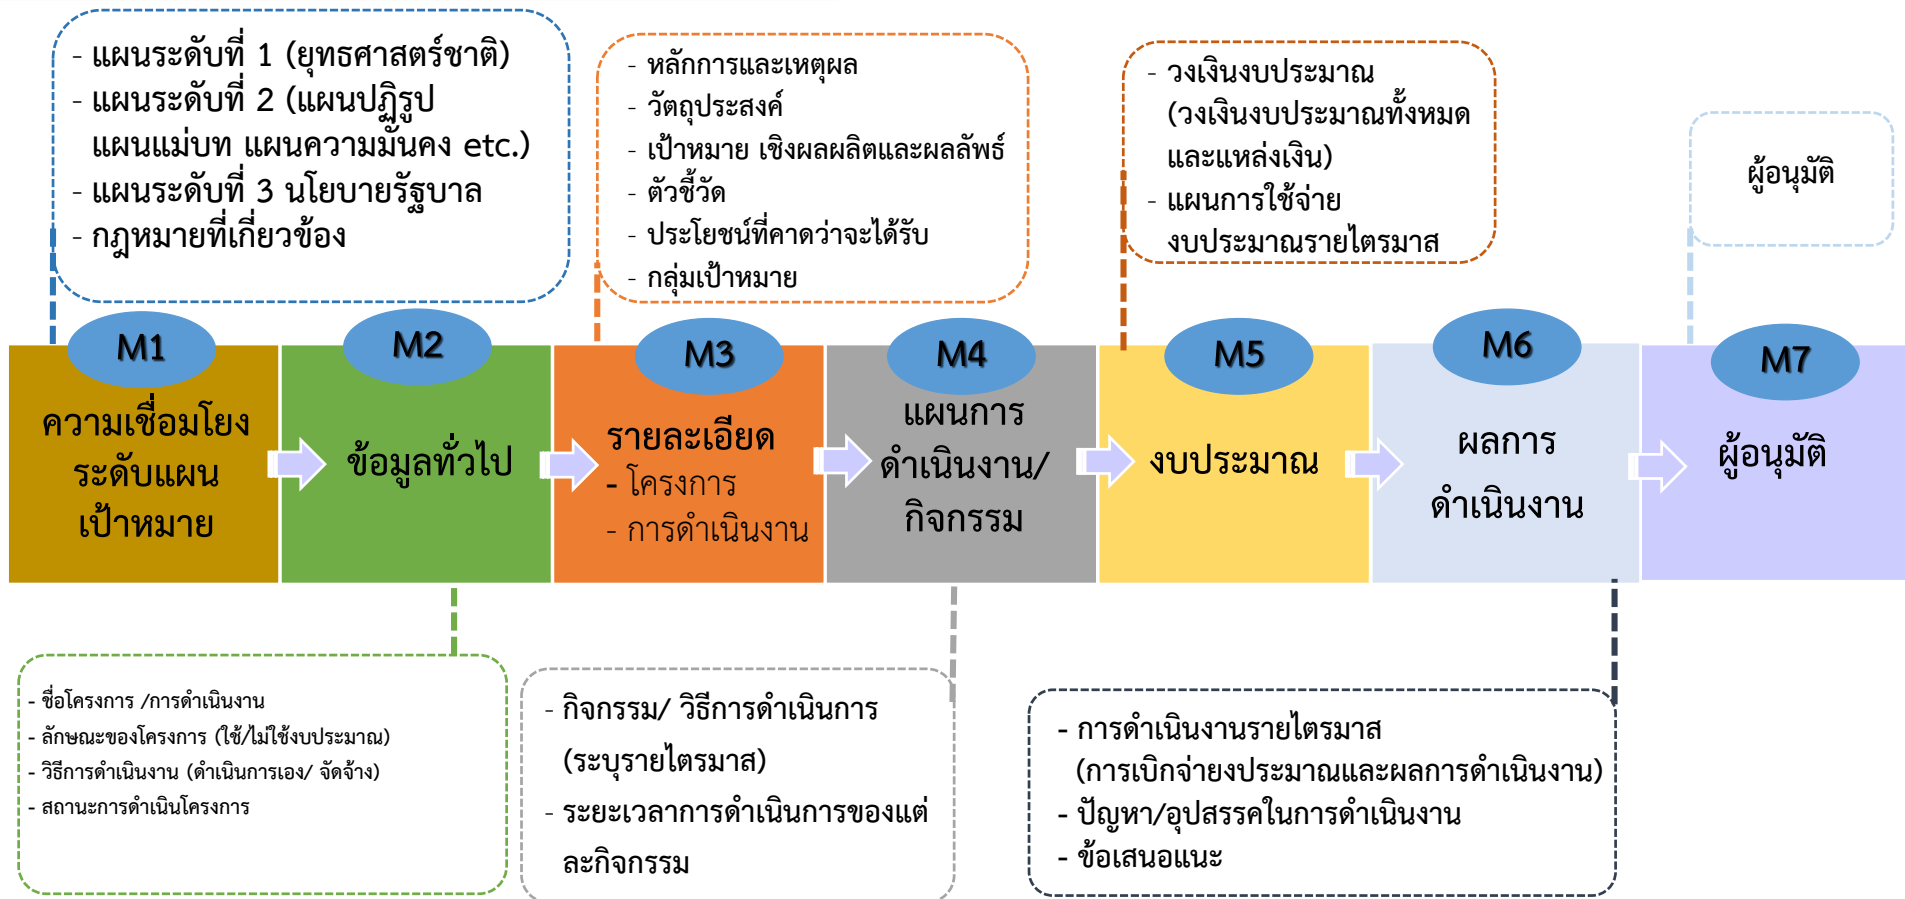 - แผนระดับที่ 1 (ยุทธศาสตร์ชาติ)
- แผนระดับที่ 2 (แผนปฏิรูป
แผนแม่บท แผนความมั่นคง etc.)
- แผนระดับที่ 3 นโยบายรัฐบาล
- กฎหมายที่เกี่ยวข้อง
- หลักการและเหตุผล
- วัตถุประสงค์
- เป้าหมาย เชิงผลผลิตและผลลัพธ์
- ตัวชี้วัด
- ประโยชน์ที่คาดว่าจะได้รับ
- กลุ่มเป้าหมาย
- วงเงินงบประมาณ
(วงเงินงบประมาณทั้งหมด
และแหล่งเงิน)
- แผนการใช้จ่าย
งบประมาณรายไตรมาส
ผู้อนุมัติ
M1
ความเชื่อมโยง
ระดับแผน
เป้าหมาย
M2
ข้อมูลทั่วไป
M3
รายละเอียด
- โครงการ
- การดำเนินงาน
M4
แผนการ
ดำเนินงาน/
กิจกรรม
M5
งบประมาณ
M6
ผลการ
ดำเนินงาน
M7
ผู้อนุมัติ
- ชื่อโครงการ /การดำเนินงาน
- ลักษณะของโครงการ (ใช้/ไม่ใช้งบประมาณ)
- วิธีการดำเนินงาน (ดำเนินการเอง/ จัดจ้าง)
- สถานะการดำเนินโครงการ
- กิจกรรม/ วิธีการดำเนินการ
(ระบุรายไตรมาส)
- ระยะเวลาการดำเนินการของแต่
ละกิจกรรม
- การดำเนินงานรายไตรมาส
(การเบิกจ่ายงประมาณและผลการดำเนินงาน)
- ปัญหา/อุปสรรคในการดำเนินงาน
- ข้อเสนอแนะ